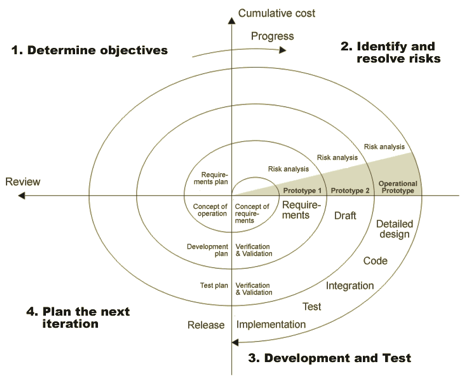 Cumulative cost
Progress
1. Determine objectives
2. Identify and
resolve risks
Risk analysis
Risk analysis
Risk analysis
Require-
ments plan
Review
Prototype 1
Prototype 2
Operational
Prototype
Concept of
operation
Concept of
require-
ments
Require-
ments
Draft
Detailed
design
Development
plan
Verification
& Validation
Code
Test plan
Verification
& Validation
Integration
Test
4. Plan the next
iteration
Release
Implementation
3. Development and Test